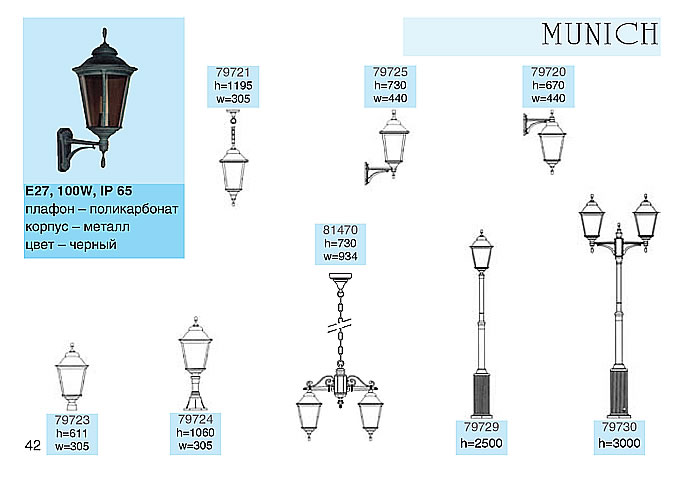 MUNICH
79721
h=1195
w=305
79725
h=730
w=440
79720
h=670
w=440
E27, 100W, IP 65
плафон – поликарбонат
корпус – металл
цвет – черный
81470
h=730
w=934
79723
h=611
w=305
79724
h=1060
w=305
79729
h=2500
79730
h=3000
42